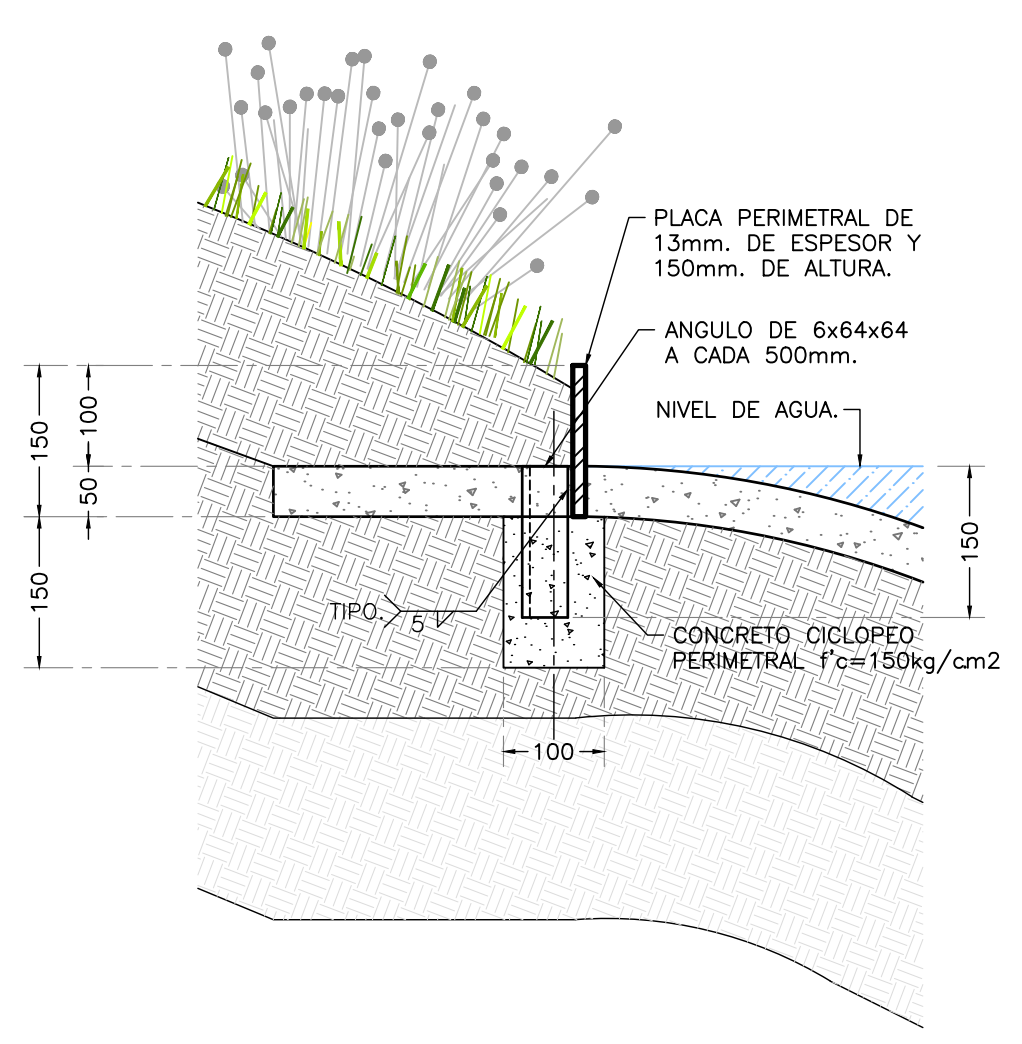 PLACA PERIMETRAL DE
13mm. DE ESPESOR Y
150mm. DE ALTURA.
ANGULO DE 6x64x64
A CADA 500mm.
NIVEL DE AGUA.
150
100
50
150
150
TIPO.
5
CONCRETO CICLOPEO
PERIMETRAL f'c=150kg/cm2
100